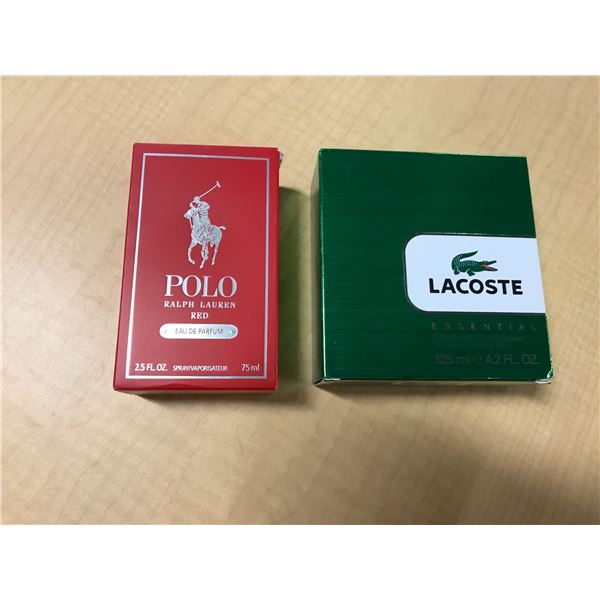 POLO
RALPH LAUREN
RED
EAU DE PARFUM
2.5 FL. OZ. SPRAY/VAPORISATEUR 75 ml
LACOSTE
ESSENTIAL
125 ml ℮ 4.2 FL. OZ.